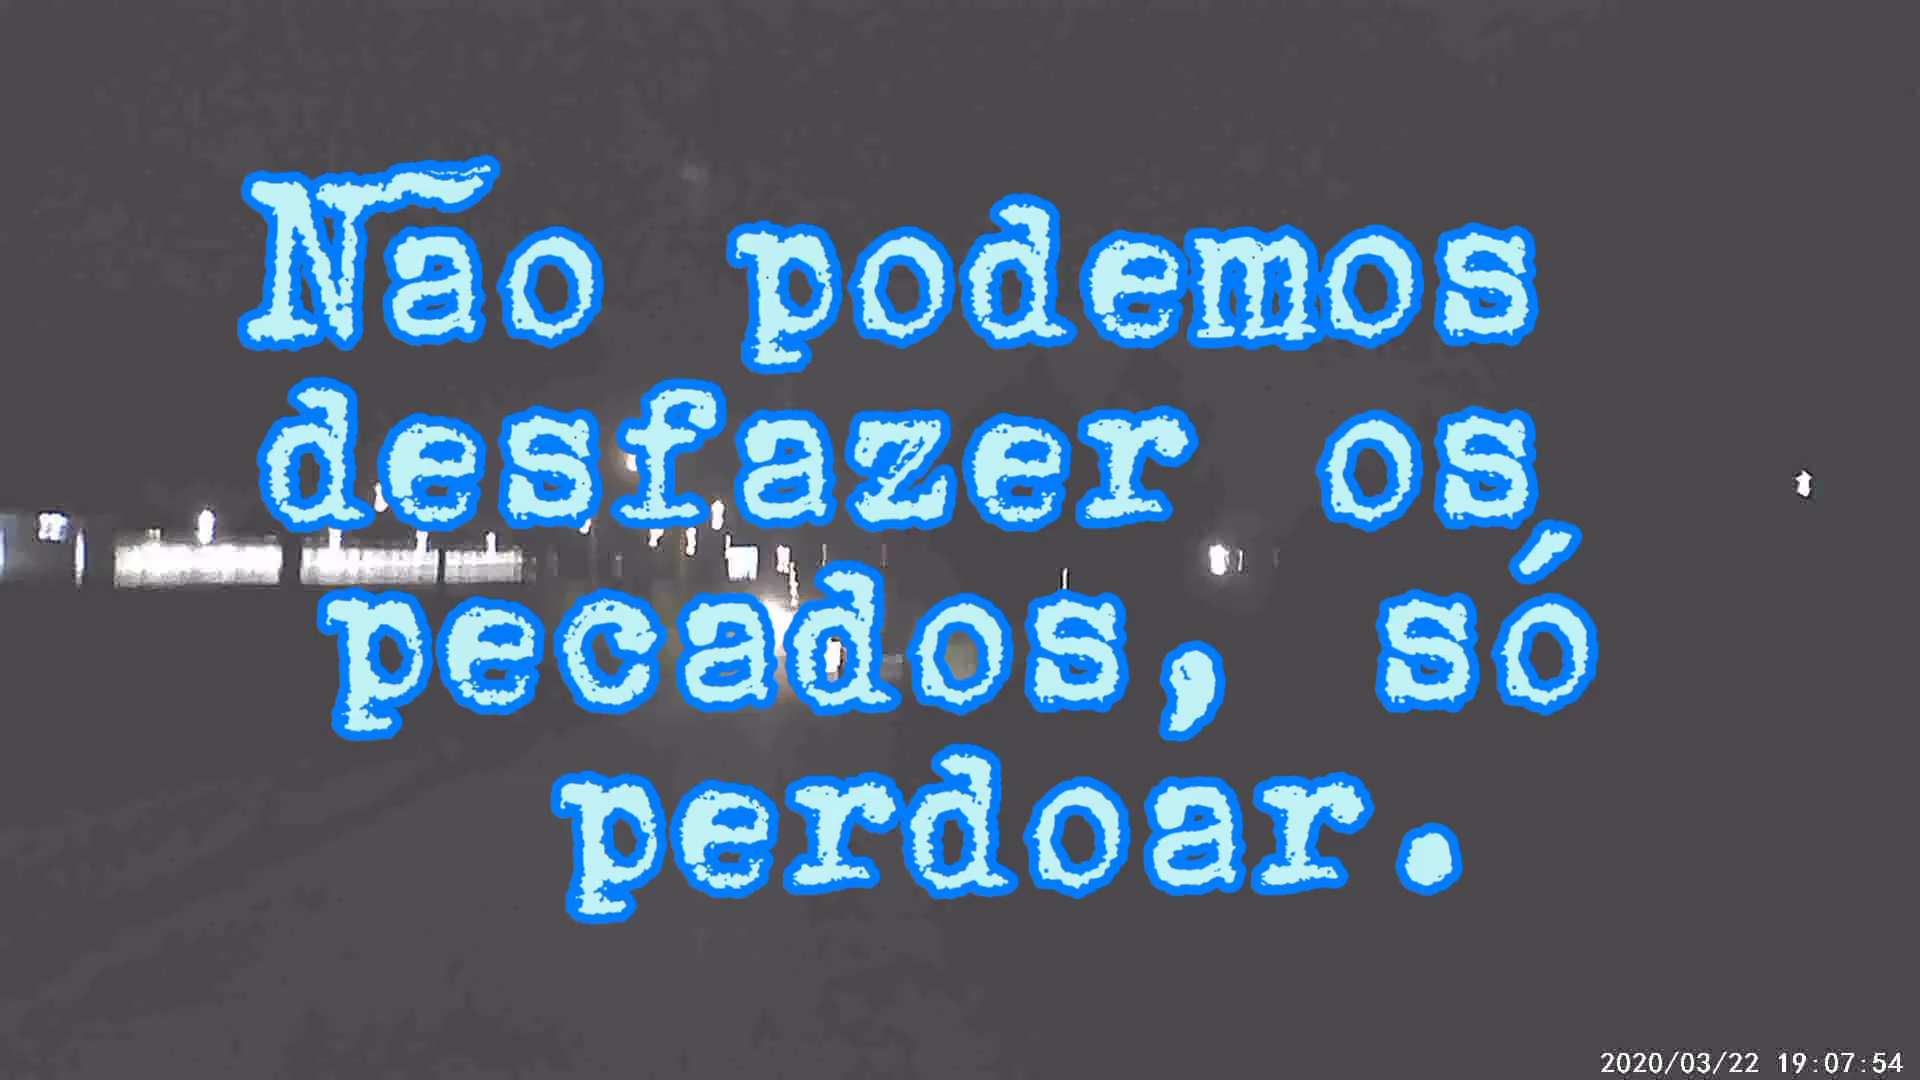 Não podemos
desfazer os
pecados, só
perdoar.
2020/03/22 19:07:54